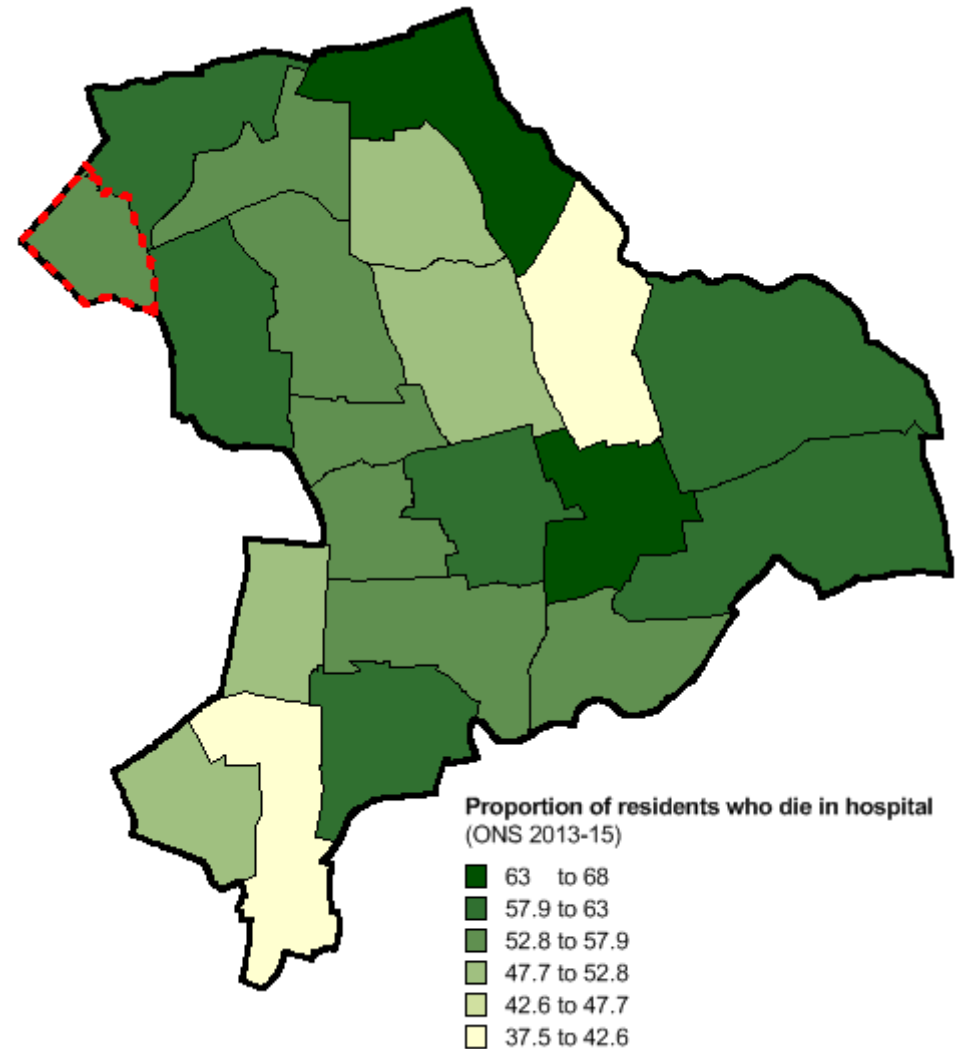 Proportion of residents who die in hospital
(ONS 2013-15)
63 to 68
57.9 to 63
52.8 to 57.9
47.7 to 52.8
42.6 to 47.7
37.5 to 42.6